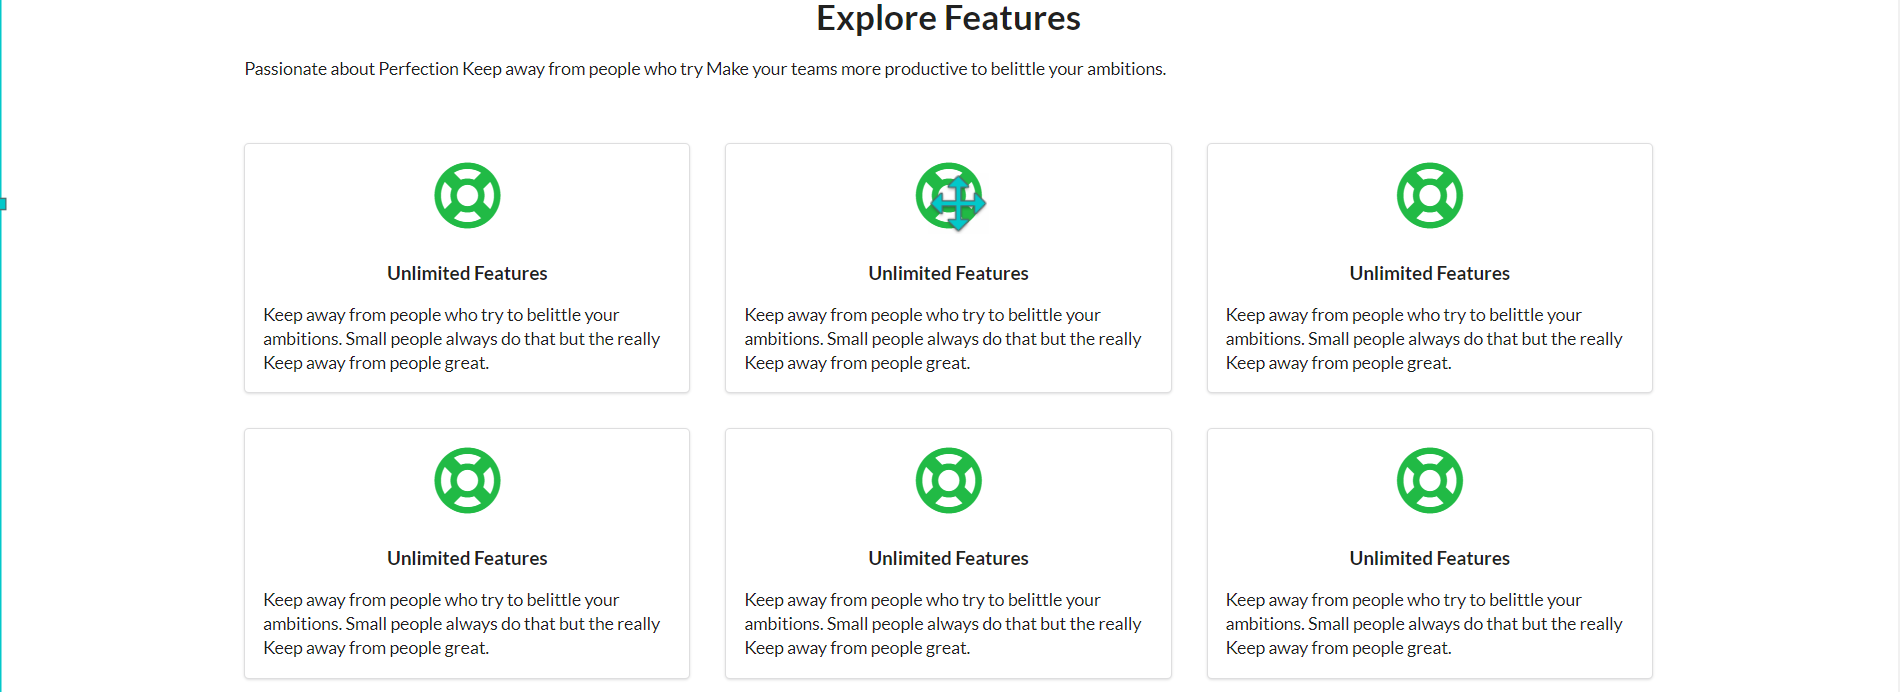 Explore Features
Passionate about Perfection Keep away from people who try Make your teams more productive to belittle your ambitions.
Unlimited Features
Keep away from people who try to belittle your
ambitions. Small people always do that but the really
Keep away from people great.
Unlimited Features
Keep away from people who try to belittle your
ambitions. Small people always do that but the really
Keep away from people great.
Unlimited Features
Keep away from people who try to belittle your
ambitions. Small people always do that but the really
Keep away from people great.
Unlimited Features
Keep away from people who try to belittle your
ambitions. Small people always do that but the really
Keep away from people great.
Unlimited Features
Keep away from people who try to belittle your
ambitions. Small people always do that but the really
Keep away from people great.
Unlimited Features
Keep away from people who try to belittle your
ambitions. Small people always do that but the really
Keep away from people great.